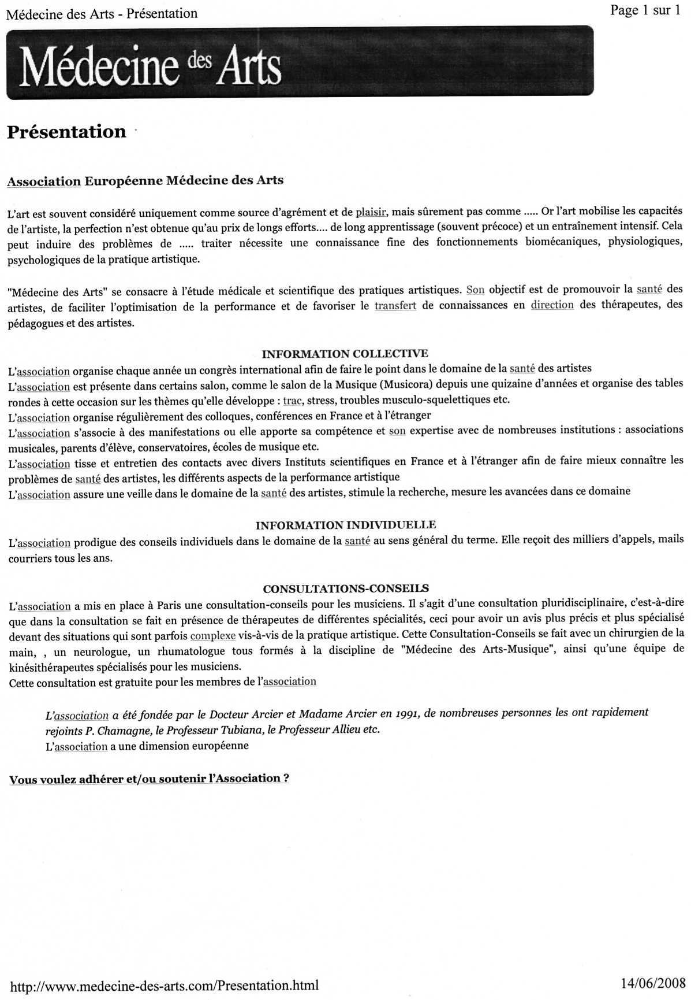 Médecine des Arts - Présentation
Page 1 sur 1
Médecine des Arts
Présentation
Association Européenne Médecine des Arts
L'art est souvent considéré uniquement comme source d'agrément et de plaisir, mais sûrement pas comme ..... Or l'art mobilise les capacités
de l'artiste, la perfection n'est obtenue qu'au prix de longs efforts.... de long apprentissage (souvent précoce) et un entraînement intensif. Cela
peut induire des problèmes de ..... traiter nécessite une connaissance fine des fonctionnements biomécaniques, physiologiques,
psychologiques de la pratique artistique.
"Médecine des Arts" se consacre à l'étude médicale et scientifique des pratiques artistiques. Son objectif est de promouvoir la santé des
artistes, de faciliter l'optimisation de la performance et de favoriser le transfert de connaissances en direction des thérapeutes, des
pédagogues et des artistes.
INFORMATION COLLECTIVE
L'association organise chaque année un congrès international afin de faire le point dans le domaine de la santé des artistes
L'association est présente dans certains salon, comme le salon de la Musique (Musicora) depuis une quizaine d'années et organise des tables
rondes à cette occasion sur les thèmes qu'elle développe : trac, stress, troubles musculo-squelettiques etc.
L'association organise régulièrement des colloques, conférences en France et à l'étranger
L'association s'associe à des manifestations ou elle apporte sa compétence et son expertise avec de nombreuses institutions : associations
musicales, parents d'élève, conservatoires, écoles de musique etc.
L'association tisse et entretien des contacts avec divers Instituts scientifiques en France et à l'étranger afin de faire mieux connaître les
problèmes de santé des artistes, les différents aspects de la performance artistique
L'association assure une veille dans le domaine de la santé des artistes, stimule la recherche, mesure les avancées dans ce domaine
INFORMATION INDIVIDUELLE
L'association prodigue des conseils individuels dans le domaine de la santé au sens général du terme. Elle reçoit des milliers d'appels, mails
courriers tous les ans.
CONSULTATIONS-CONSEILS
L'association a mis en place à Paris une consultation-conseils pour les musiciens. Il s'agit d'une consultation pluridisciplinaire, c'est-à-dire
que dans la consultation se fait en présence de thérapeutes de différentes spécialités, ceci pour avoir un avis plus précis et plus spécialisé
devant des situations qui sont parfois complexe vis-à-vis de la pratique artistique. Cette Consultation-Conseils se fait avec un chirurgien de la
main, , un neurologue, un rhumatologue tous formés à la discipline de "Médecine des Arts-Musique", ainsi qu'une équipe de
kinésithérapeutes spécialisés pour les musiciens.
Cette consultation est gratuite pour les membres de l'association
L'association a été fondée par le Docteur Arcier et Madame Arcier en 1991, de nombreuses personnes les ont rapidement
rejoints P. Chamagne, le Professeur Tubiana, le Professeur Allieu etc.
L'association a une dimension européenne
Vous voulez adhérer et/ou soutenir l'Association ?
http://www.medecine-des-arts.com/Presentation.html
14/06/2008